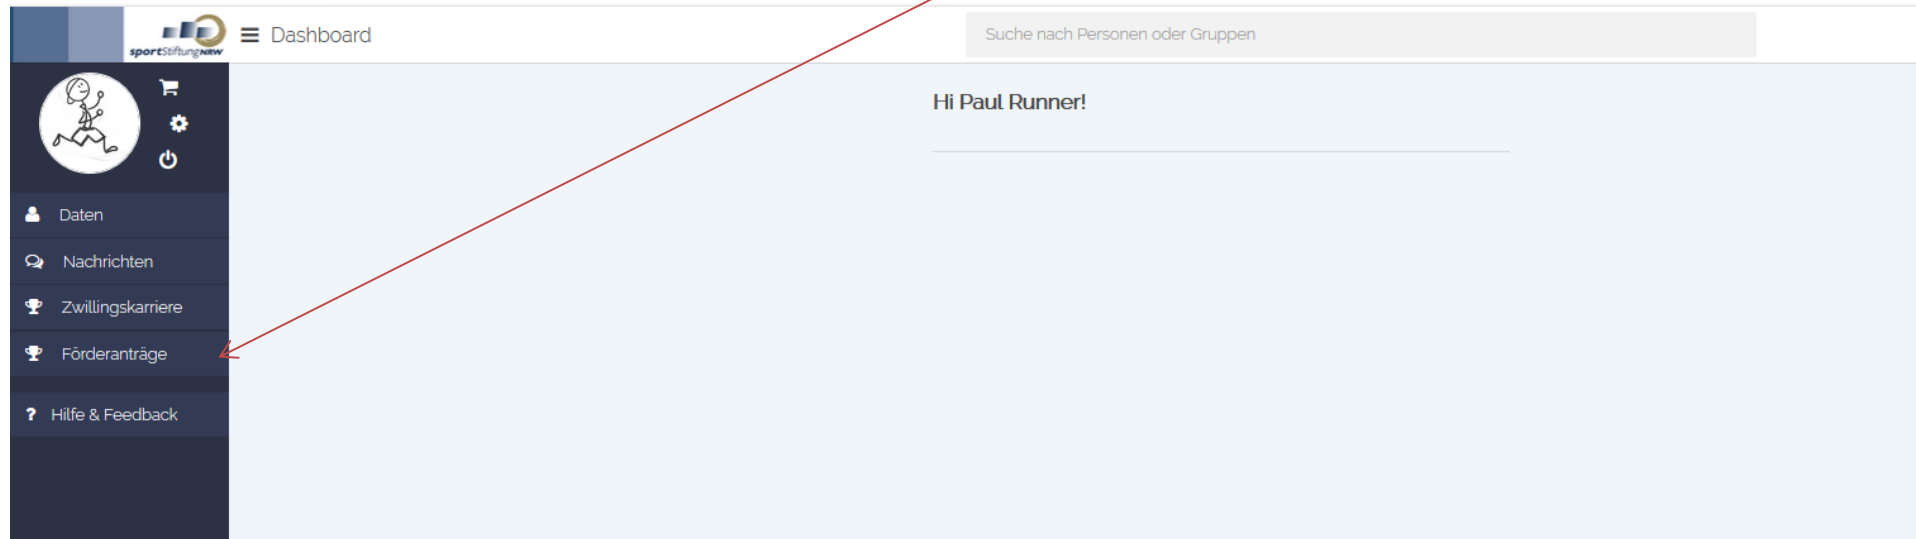 sportStiftungNRW
Dashboard
Suche nach Personen oder Gruppen
Hi Paul Runner!
Daten
Nachrichten
Zwillingskarriere
Förderanträge
? Hilfe & Feedback